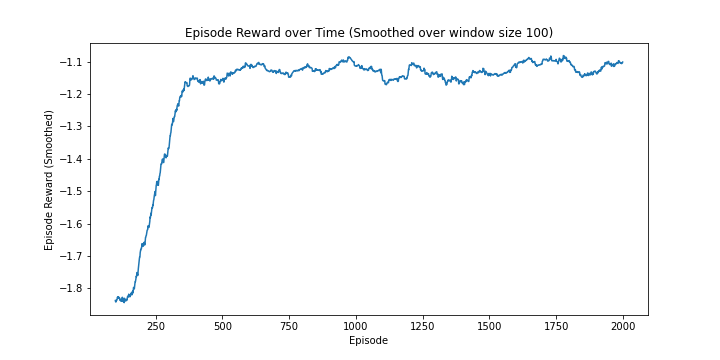 Episode Reward over Time (Smoothed over window size 100)
Episode Reward (Smoothed)
−1.1
−1.2
−1.3
−1.4
−1.5
−1.6
−1.7
−1.8
250 500 750 1000 1250 1500 1750 2000
Episode